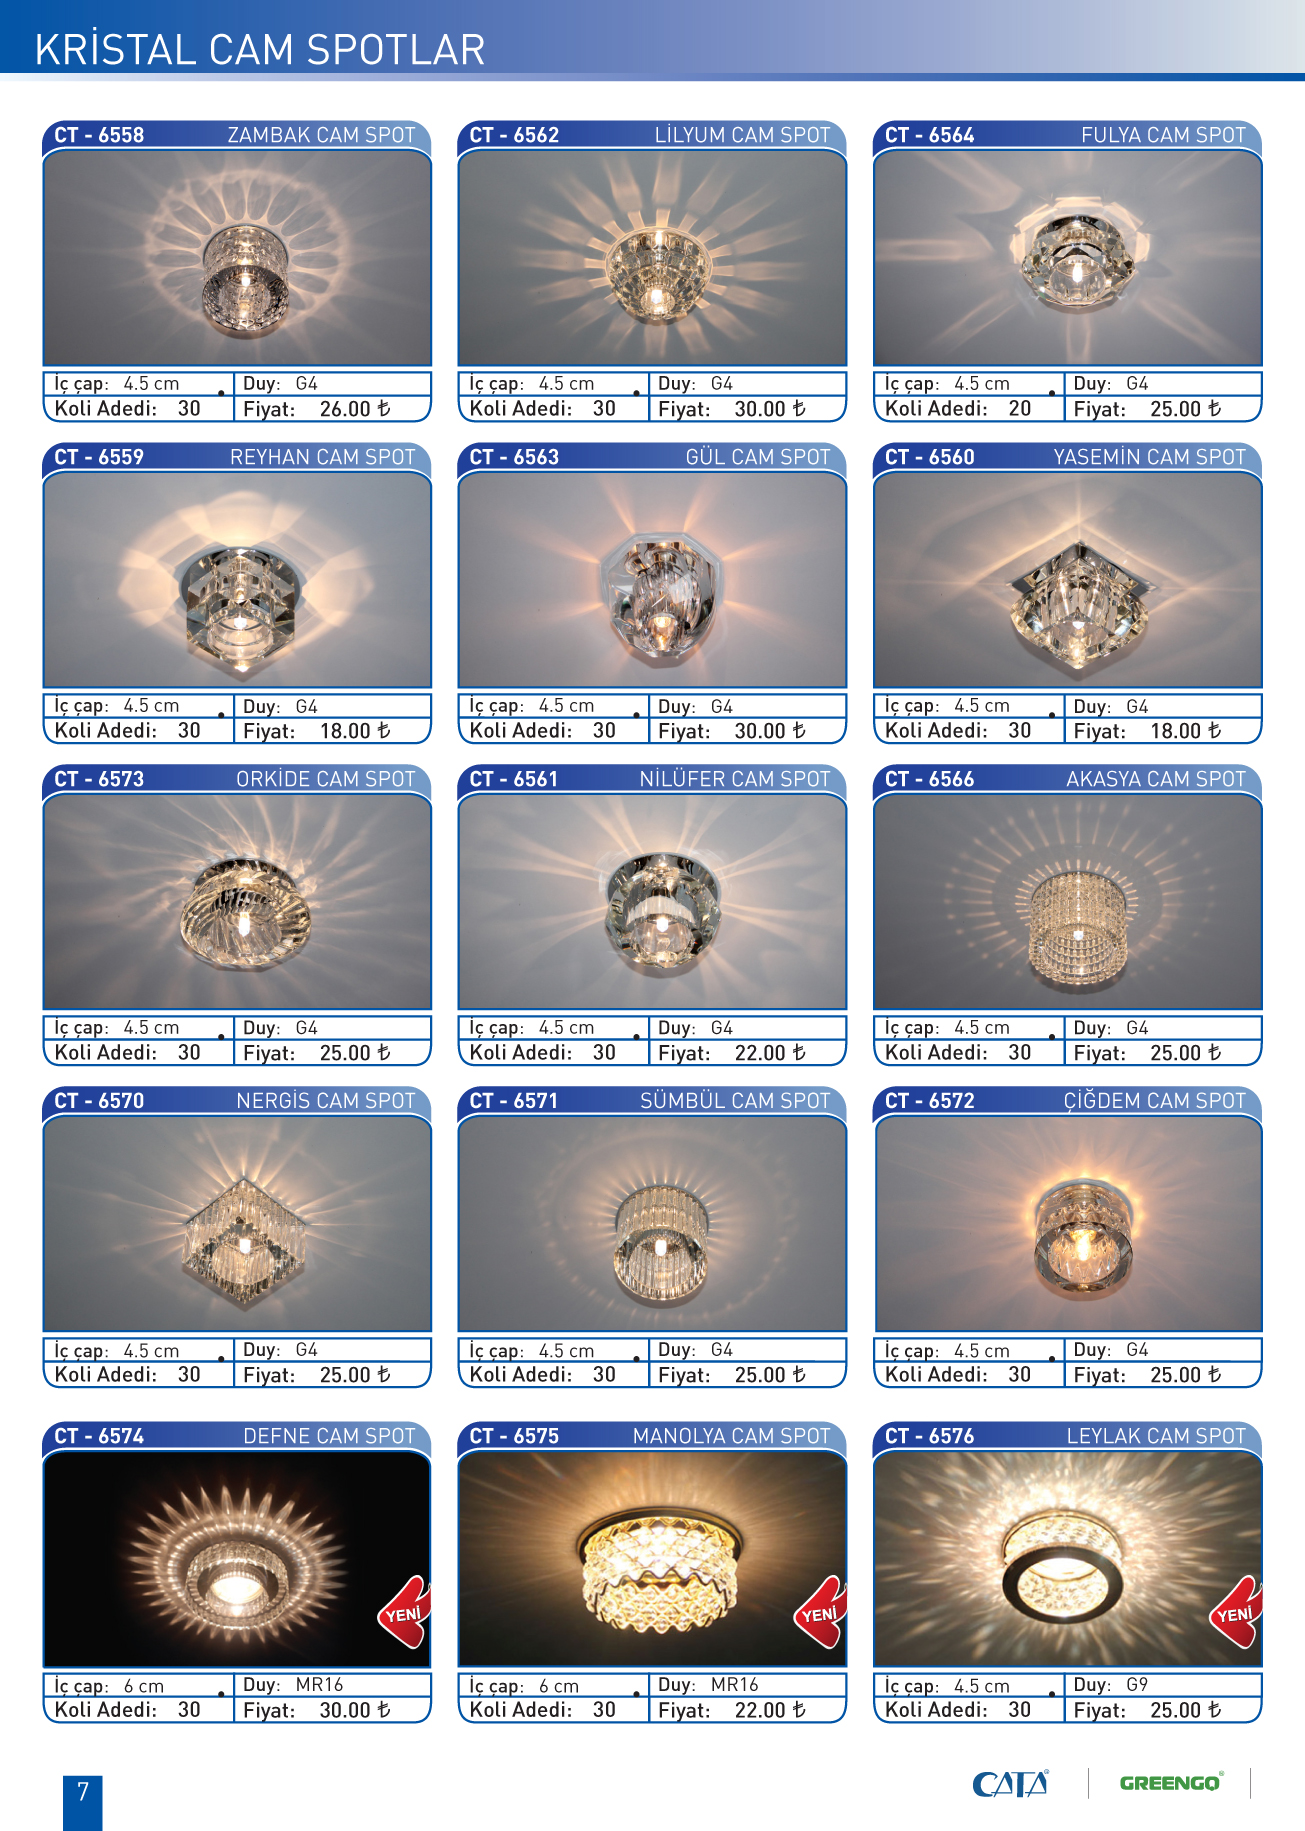 KRİSTAL CAM SPOTLAR
CT - 6558 ZAMBAK CAM SPOT
İç çap: 4.5 cm Duy: G4
Koli Adedi: 30 Fiyat: 26.00 ₺
CT - 6562 LİLYUM CAM SPOT
İç çap: 4.5 cm Duy: G4
Koli Adedi: 30 Fiyat: 30.00 ₺
CT - 6564 FULYA CAM SPOT
İç çap: 4.5 cm Duy: G4
Koli Adedi: 20 Fiyat: 25.00 ₺
CT - 6559 REYHAN CAM SPOT
İç çap: 4.5 cm Duy: G4
Koli Adedi: 30 Fiyat: 18.00 ₺
CT - 6563 GÜL CAM SPOT
İç çap: 4.5 cm Duy: G4
Koli Adedi: 30 Fiyat: 30.00 ₺
CT - 6560 YASEMİN CAM SPOT
İç çap: 4.5 cm Duy: G4
Koli Adedi: 30 Fiyat: 18.00 ₺
CT - 6573 ORKİDE CAM SPOT
İç çap: 4.5 cm Duy: G4
Koli Adedi: 30 Fiyat: 25.00 ₺
CT - 6561 NİLÜFER CAM SPOT
İç çap: 4.5 cm Duy: G4
Koli Adedi: 30 Fiyat: 22.00 ₺
CT - 6566 AKASYA CAM SPOT
İç çap: 4.5 cm Duy: G4
Koli Adedi: 30 Fiyat: 25.00 ₺
CT - 6570 NERGİS CAM SPOT
İç çap: 4.5 cm Duy: G4
Koli Adedi: 30 Fiyat: 25.00 ₺
CT - 6571 SÜMBÜL CAM SPOT
İç çap: 4.5 cm Duy: G4
Koli Adedi: 30 Fiyat: 25.00 ₺
CT - 6572 ÇİĞDEM CAM SPOT
İç çap: 4.5 cm Duy: G4
Koli Adedi: 30 Fiyat: 25.00 ₺
CT - 6574 DEFNE CAM SPOT
YENİ
İç çap: 6 cm Duy: MR16
Koli Adedi: 30 Fiyat: 30.00 ₺
CT - 6575 MANOLYA CAM SPOT
YENİ
İç çap: 6 cm Duy: MR16
Koli Adedi: 30 Fiyat: 22.00 ₺
CT - 6576 LEYLAK CAM SPOT
YENİ
İç çap: 4.5 cm Duy: G9
Koli Adedi: 30 Fiyat: 25.00 ₺
7
CATA®
GREENGO®